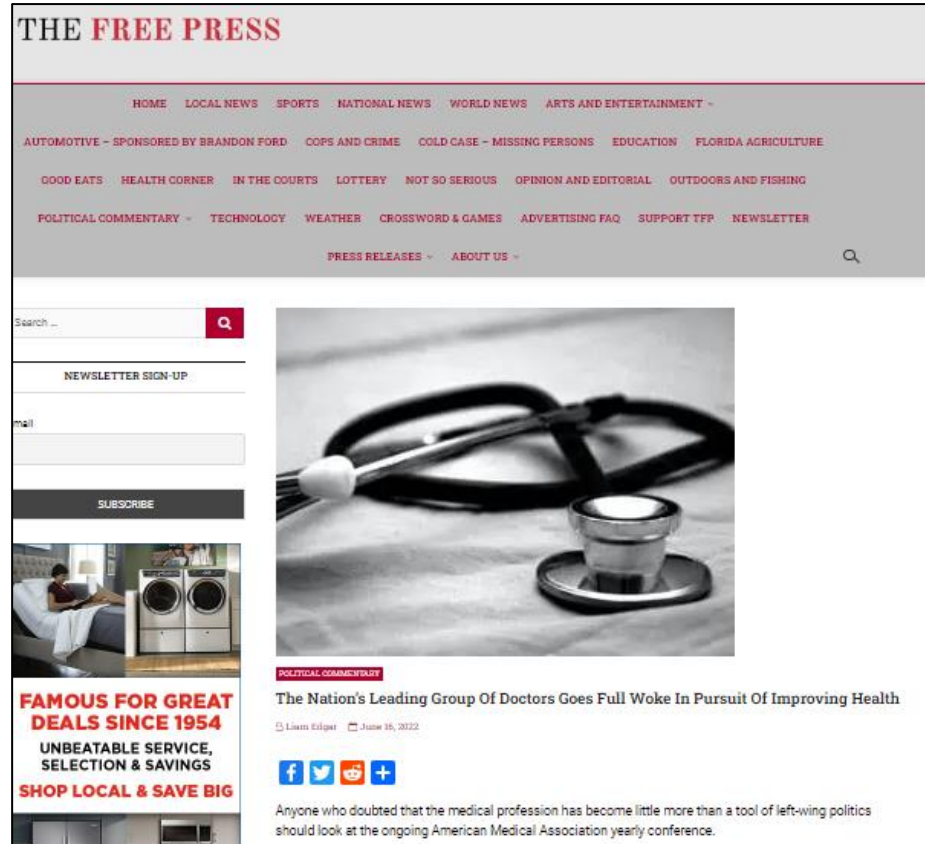 THE FREE PRESS
HOME LOCAL NEWS SPORTS NATIONAL NEWS WORLD NEWS ARTS AND ENTERTAINMENT
AUTOMOTIVE – SPONSORED BY BRANDON FORD COPS AND CRIME COLD CASE – MISSING PERSONS EDUCATION FLORIDA AGRICULTURE
GOOD EATS HEALTH CORNER IN THE COURTS LOTTERY NOT SO SERIOUS OPINION AND EDITORIAL OUTDOORS AND FISHING
POLITICAL COMMENTARY TECHNOLOGY WEATHER CROSSWORD & GAMES ADVERTISING FAQ SUPPORT TFP NEWSLETTER
PRESS RELEASES ABOUT US
Search ...
NEWSLETTER SIGN-UP
mail
SUBSCRIBE
FAMOUS FOR GREAT
DEALS SINCE 1954
UNBEATABLE SERVICE,
SELECTION & SAVINGS
SHOP LOCAL & SAVE BIG
POLITICAL COMMENTARY
The Nation's Leading Group Of Doctors Goes Full Woke In Pursuit Of Improving Health
Liam Edgar June 16, 2022
Anyone who doubted that the medical profession has become little more than a tool of left-wing politics
should look at the ongoing American Medical Association yearly conference.